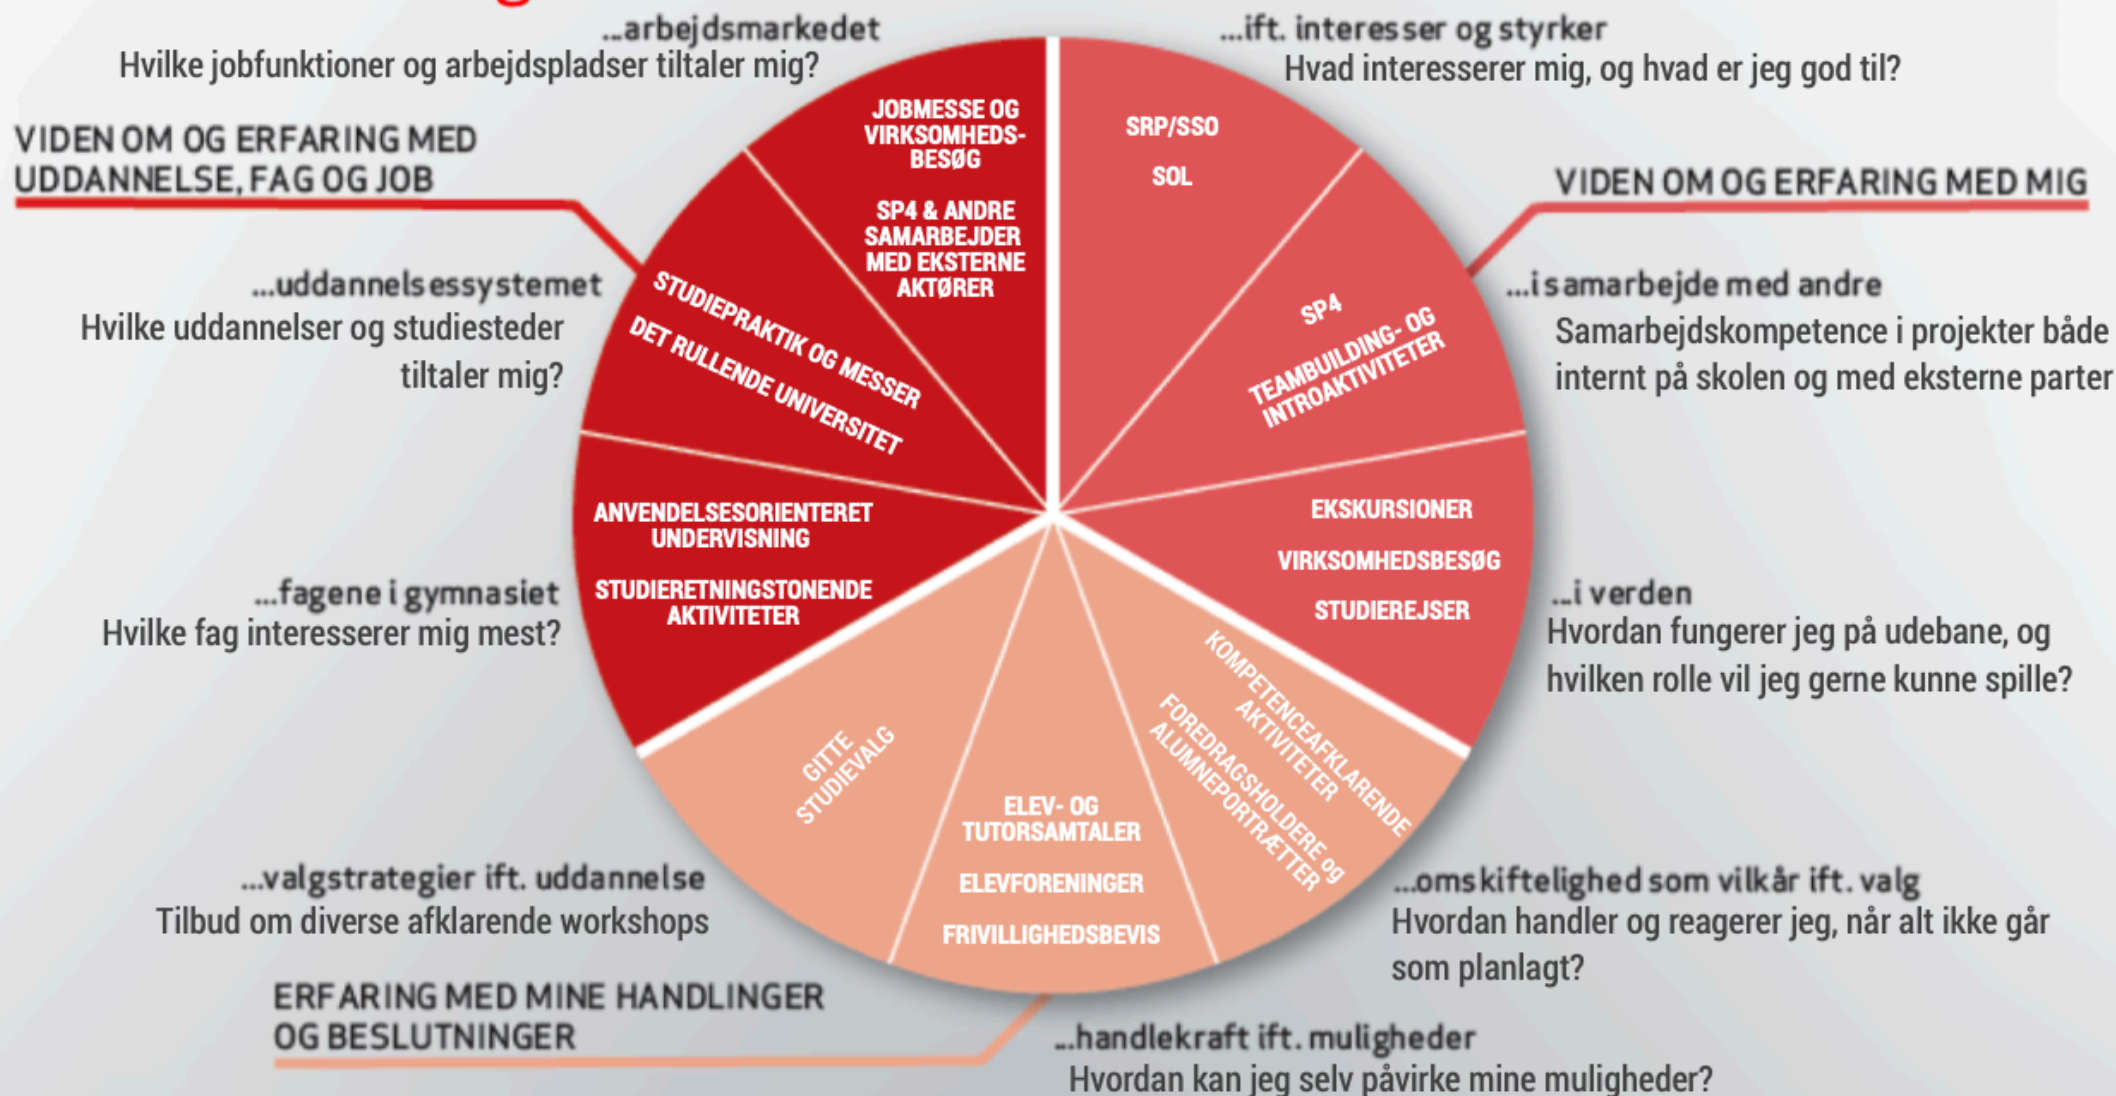 ...arbejdsmarkedet
Hvilke jobfunktioner og arbejdspladser tiltaler mig?
...ift. interesser og styrker
Hvad interesserer mig, og hvad er jeg god til?
VIDEN OM OG ERFARING MED
UDDANNELSE, FAG OG JOB
VIDEN OM OG ERFARING MED MIG
JOBMESSE OG
VIRKSOMHEDS-
BESØG
SP4 & ANDRE
SAMARBEJDER
MED EKSTERNE
AKTØRER
SRP/SSO
SOL
...uddannelsessystemet
Hvilke uddannelser og studiesteder
tiltaler mig?
STUDIEPRAKTIK OG MESSER
DET RULLENDE UNIVERSITET
SP4
TEAMBUILDING- OG
INTROAKTIVITETER
...i samarbejde med andre
Samarbejdskompetence i projekter både
internt på skolen og med eksterne parter
ANVENDELSESORIENTERET
UNDERVISNING
STUDIERETNINGSTONENDE
AKTIVITETER
EKSKURSIONER
VIRKSOMHEDSBESØG
STUDIEREJSER
...fagene i gymnasiet
Hvilke fag interesserer mig mest?
...i verden
Hvordan fungerer jeg på udebane, og
hvilken rolle vil jeg gerne kunne spille?
GITTE
STUDIEVALG
ELEV- OG
TUTORSAMTALER
ELEVFORENINGER
FRIVILLIGHEDSBEVIS
KOMPETENCEAFKLARENDE
AKTIVITETER
FOREDRAGSHOLDERE og
ALUMNEPORTRÆTTER
...valgstrategier ift. uddannelse
Tilbud om diverse afklarende workshops
...omskiftelighed som vilkår ift. valg
Hvordan handler og reagerer jeg, når alt ikke går
som planlagt?
ERFARING MED MINE HANDLINGER
OG BESLUTNINGER
...handlekraft ift. muligheder
Hvordan kan jeg selv påvirke mine muligheder?